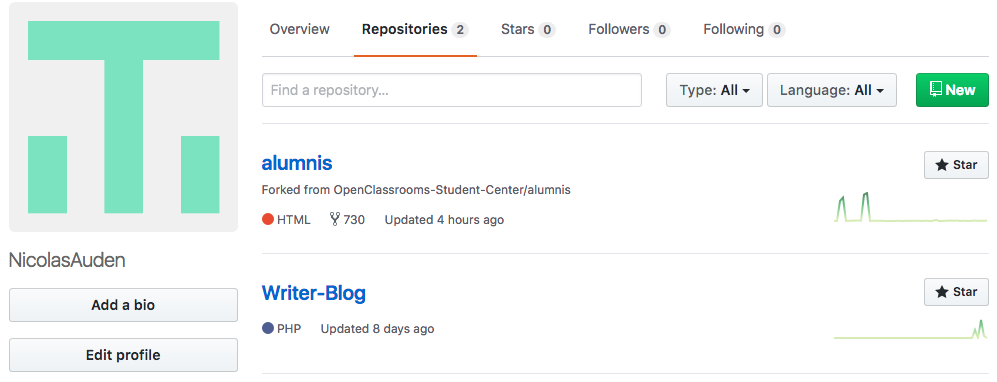 Overview Repositories 2 Stars 0 Followers 0 Following 0
Find a repository... Type: All Language: All New
alumnis Star
Forked from OpenClassrooms-Student-Center/alumnis
HTML 730 Updated 4 hours ago
NicolasAuden
Add a bio
Edit profile
Writer-Blog Star
PHP Updated 8 days ago